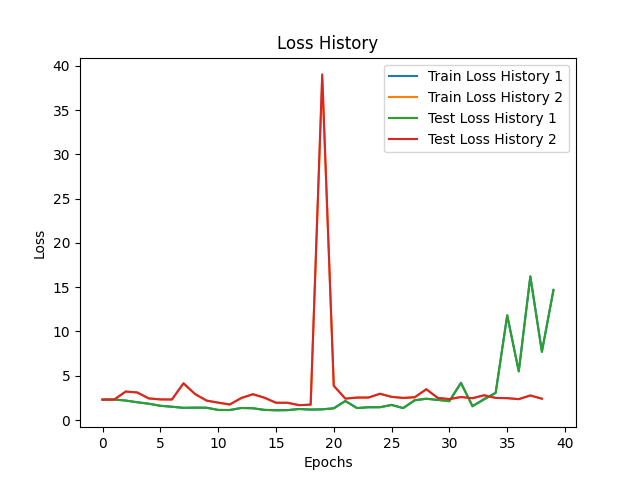 Loss History
Train Loss History 1
Train Loss History 2
Test Loss History 1
Test Loss History 2
Loss
40
35
30
25
20
15
10
5
0
0 5 10 15 20 25 30 35 40
Epochs